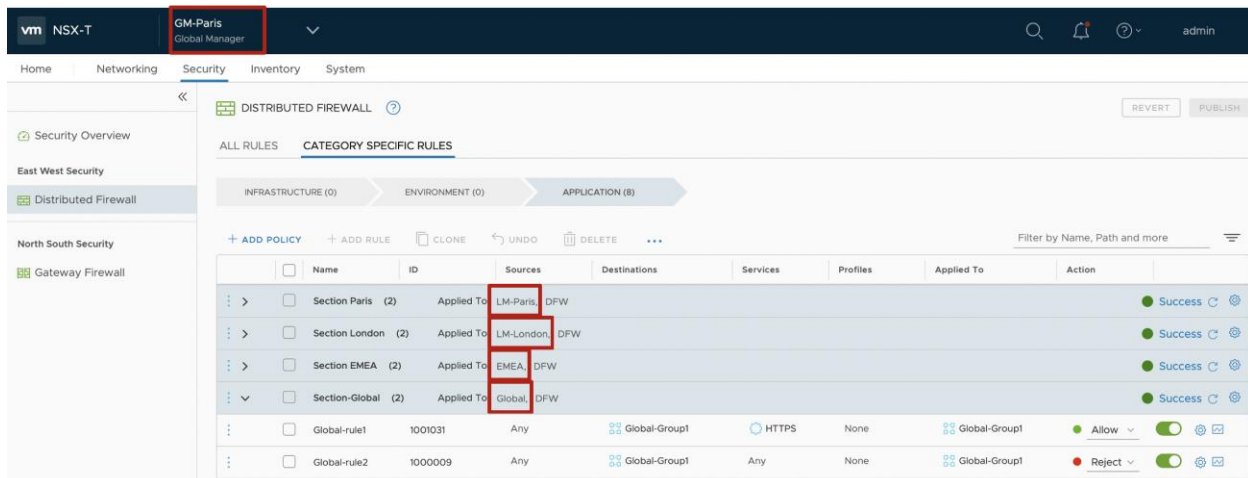 vm NSX-T GM-Paris Global Manager admin
Home Networking Security Inventory System
DISTRIBUTED FIREWALL REVERT PUBLISH
Security Overview
ALL RULES CATEGORY SPECIFIC RULES
East West Security
Distributed Firewall
INFRASTRUCTURE (0) ENVIRONMENT (0) APPLICATION (8)
North South Security
Gateway Firewall
+ ADD POLICY + ADD RULE CLONE UNDO DELETE ... Filter by Name, Path and more
Name ID Sources Destinations Services Profiles Applied To Action
Section Paris (2) Applied To LM-Paris, DFW Success
Section London (2) Applied To LM-London, DFW Success
Section EMEA (2) Applied To EMEA, DFW Success
Section-Global (2) Applied To Global, DFW Success
Global-rule1 1001031 Any Global-Group1 HTTPS None Global-Group1 Allow
Global-rule2 1000009 Any Global-Group1 Any None Global-Group1 Reject